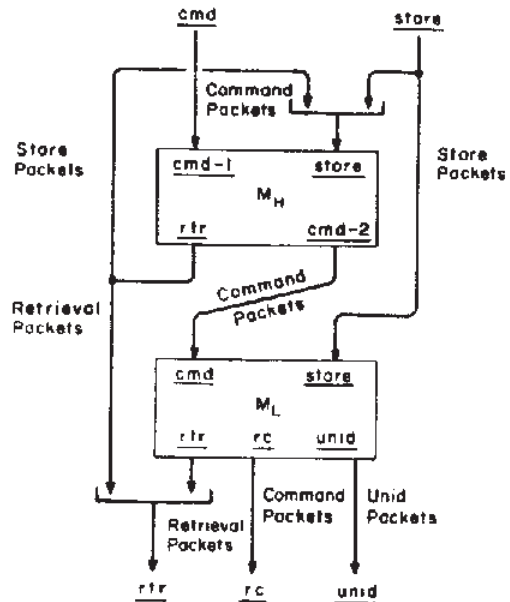 cmd
store
Command
Packets
Store
Packets
Store
Packets
cmd-1
store
M_H
rtr
cmd-2
Command
Packets
Retrieval
Packets
cmd
store
M_L
rtr
rc
unid
Command
Packets
Unid
Packets
Retrieval
Packets
rtr
rc
unid